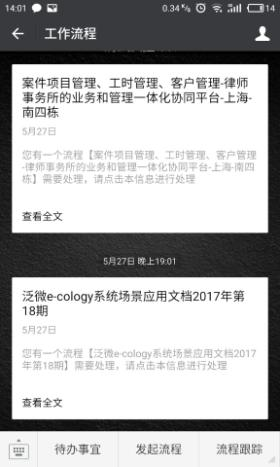 14:01
0.34 K/s
14
工作流程
案件项目管理、工时管理、客户管理-律师
事务所的业务和管理一体化协同平台-上海-
南四栋
5月27日
您有一个流程【案件项目管理、工时管理、客户管理
-律师事务所的业务和管理一体化协同平台-上海-南四
栋】需要处理，请点击本信息进行处理
查看全文
5月27日 晚上19:01
泛微e-cology系统场景应用文档2017年第
18期
5月27日
您有一个流程【泛微e-cology系统场景应用文档2017
年第18期】需要处理，请点击本信息进行处理
查看全文
待办事宜
发起流程
流程跟踪